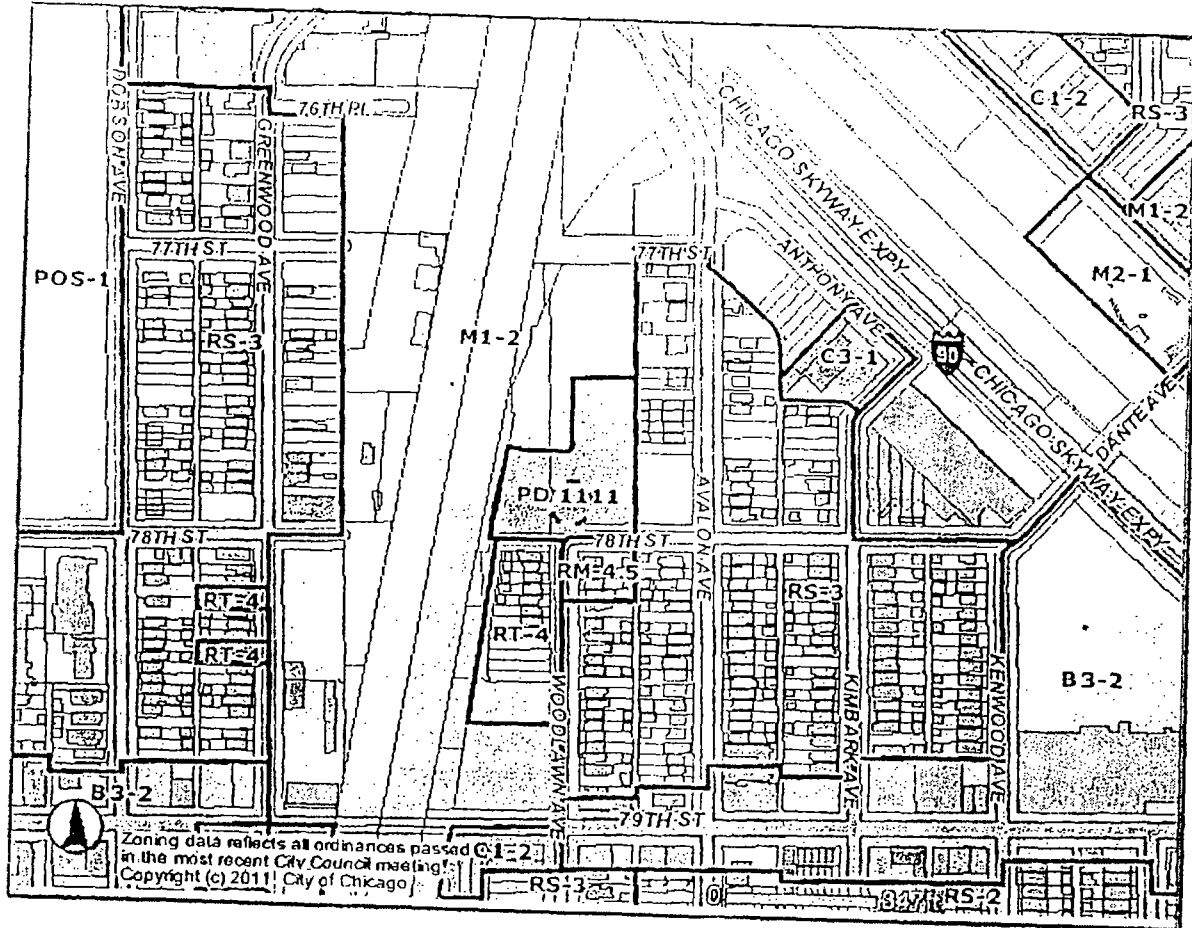 DOBSON AVE
GREENWOOD AVE
76TH PL
CHICAGO SKYWAY EXPY
C1-2
RS-3
M1-2
77TH ST
POS-1
RS-3
M1-2
77TH ST
ANTHONY AVE
M2-1
C3-1
90
CHICAGO SKYWAY EXPY
DANTE AVE
PD 1111
AVALON AVE
78TH ST
78TH ST
RM-4.5
RS-3
RT-4
RT-4
RT-4
WOODLAWN AVE
KIMBARK AVE
KENWOOD AVE
B3-2
B3-2
79TH ST
Zoning data reflects all ordinances passed
in the most recent City Council meeting
Copyright (c) 2011 City of Chicago
C1-2
RS-3
0
347ft
RS-2